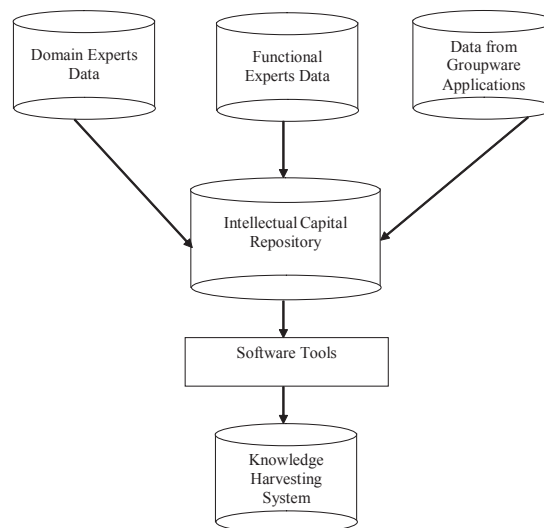 Domain Experts
Data
Functional
Experts Data
Data from
Groupware
Applications
Intellectual Capital
Repository
Software Tools
Knowledge
Harvesting
System